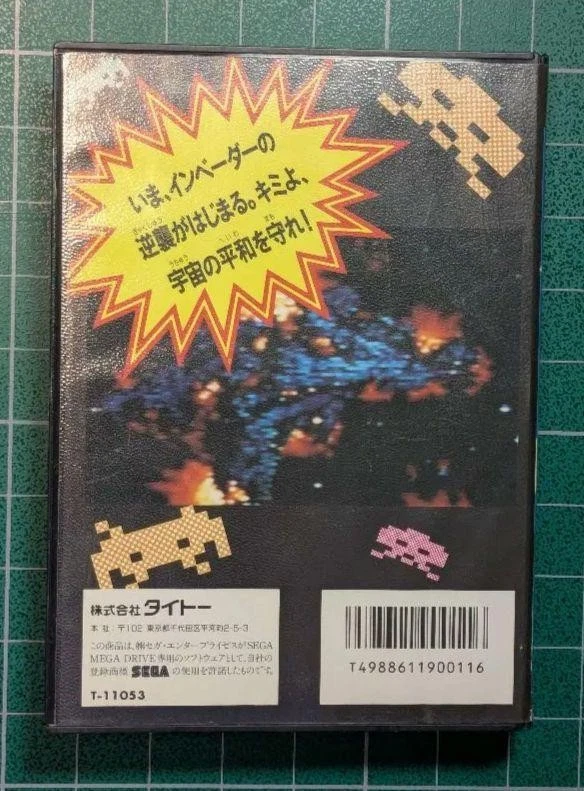 いま、インベーダーの
逆襲がはじまる。キミよ、
宇宙の平和を守れ!
株式会社 タイトー
本社:〒102 東京都千代田区平河町2-5-3
この商品は、㈱セガ・エンタープライゼスがSEGA
MEGA DRIVE専用のソフトウェアとして、自社の
登録商標 SEGA の使用を許諾したものです。
T-11053
T4988611900116